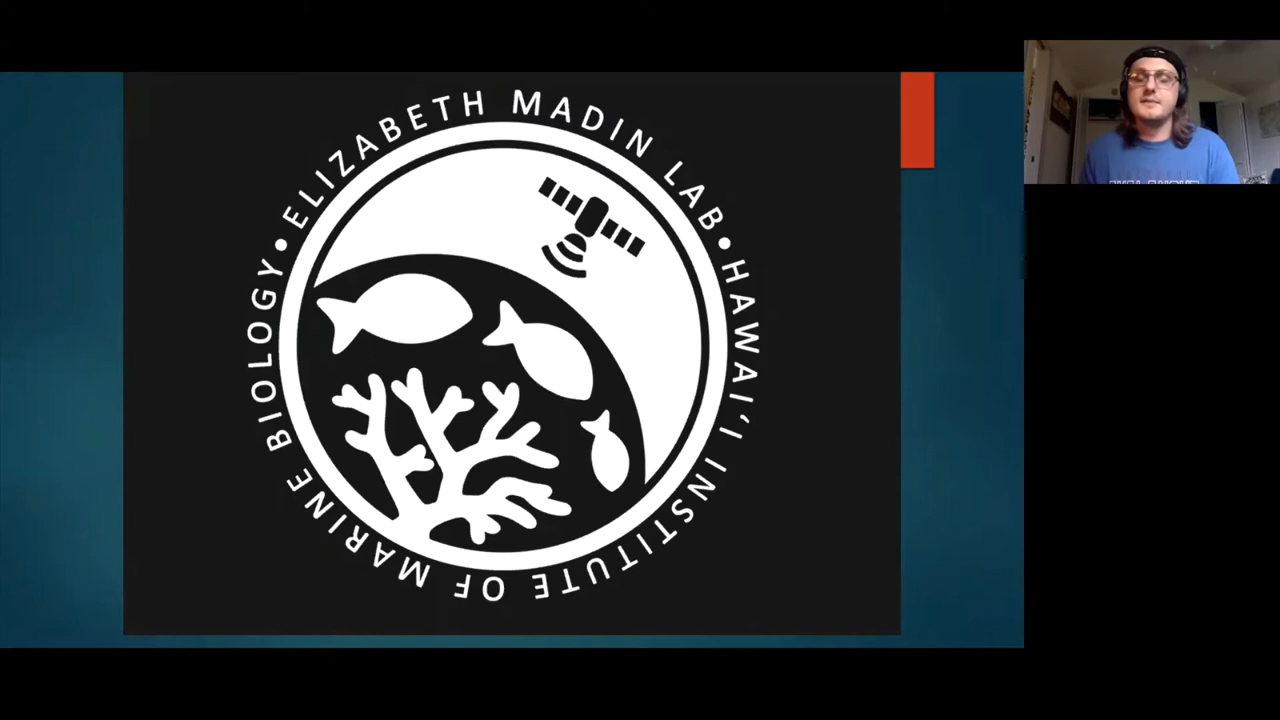 ELIZABETH MADIN LAB • HAWAI'I INSTITUTE OF MARINE BIOLOGY •